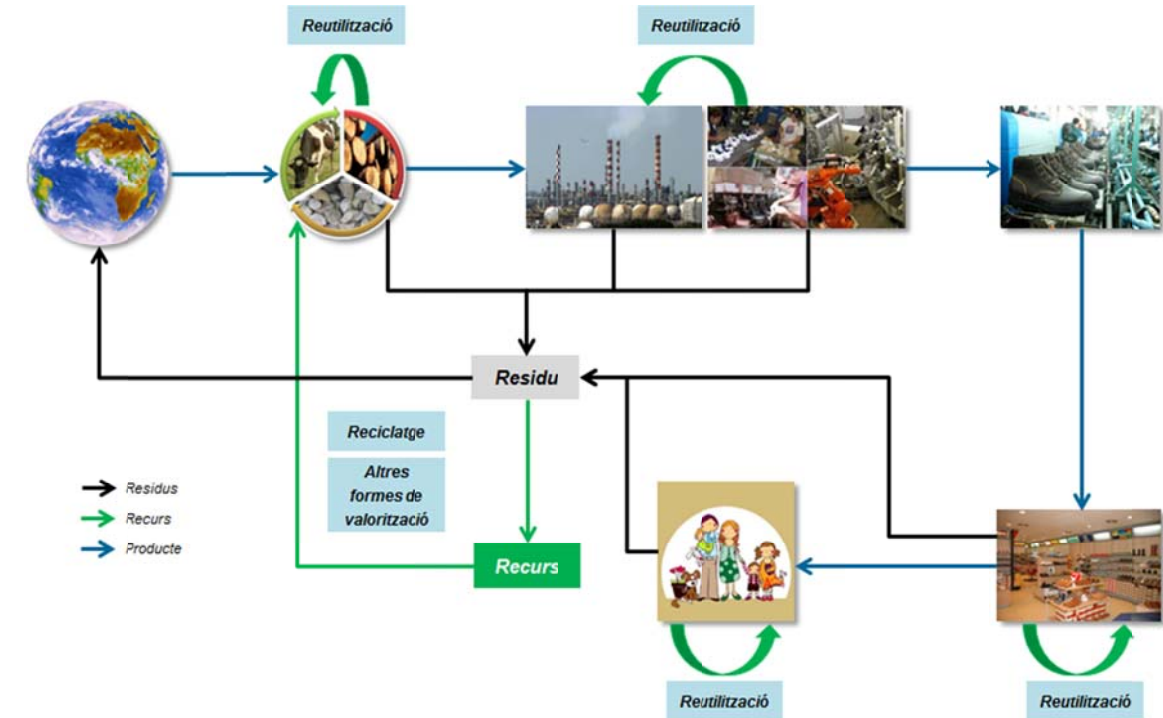 Reutilització
Reutilització
Residu
Reciclatge
Altres
formes de
valorització
Residus
Recurs
Producte
Recurs
Reutilització
Reutilització